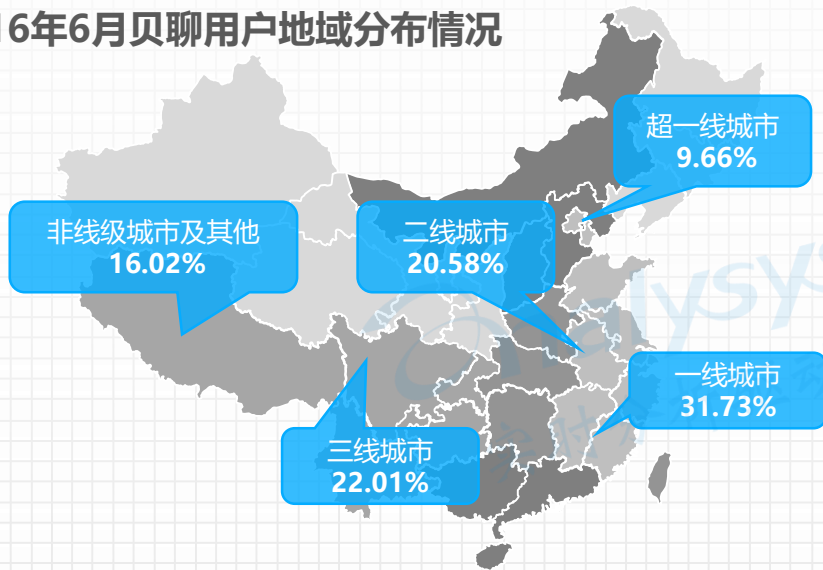 16年6月贝聊用户地域分布情况
超一线城市
9.66%
非线级城市及其他
16.02%
二线城市
20.58%
一线城市
31.73%
三线城市
22.01%
nalysys